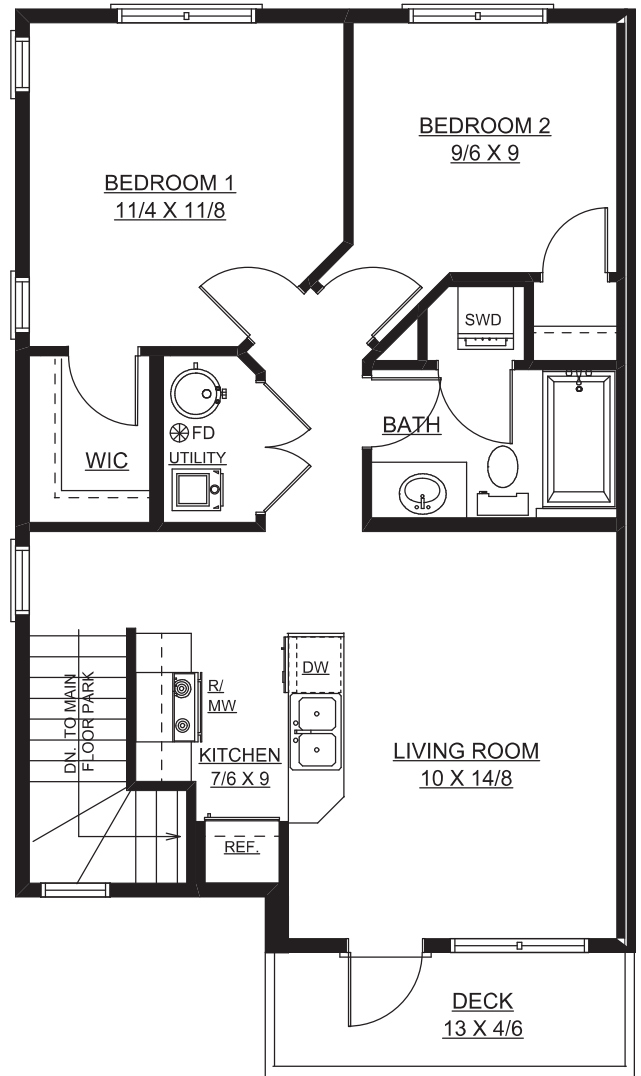 BEDROOM 2
9/6 X 9
BEDROOM 1
11/4 X 11/8
SWD
BATH
FD
UTILITY
WIC
DN. TO MAIN
FLOOR PARK
R/
MW
DW
KITCHEN
7/6 X 9
LIVING ROOM
10 X 14/8
REF.
DECK
13 X 4/6